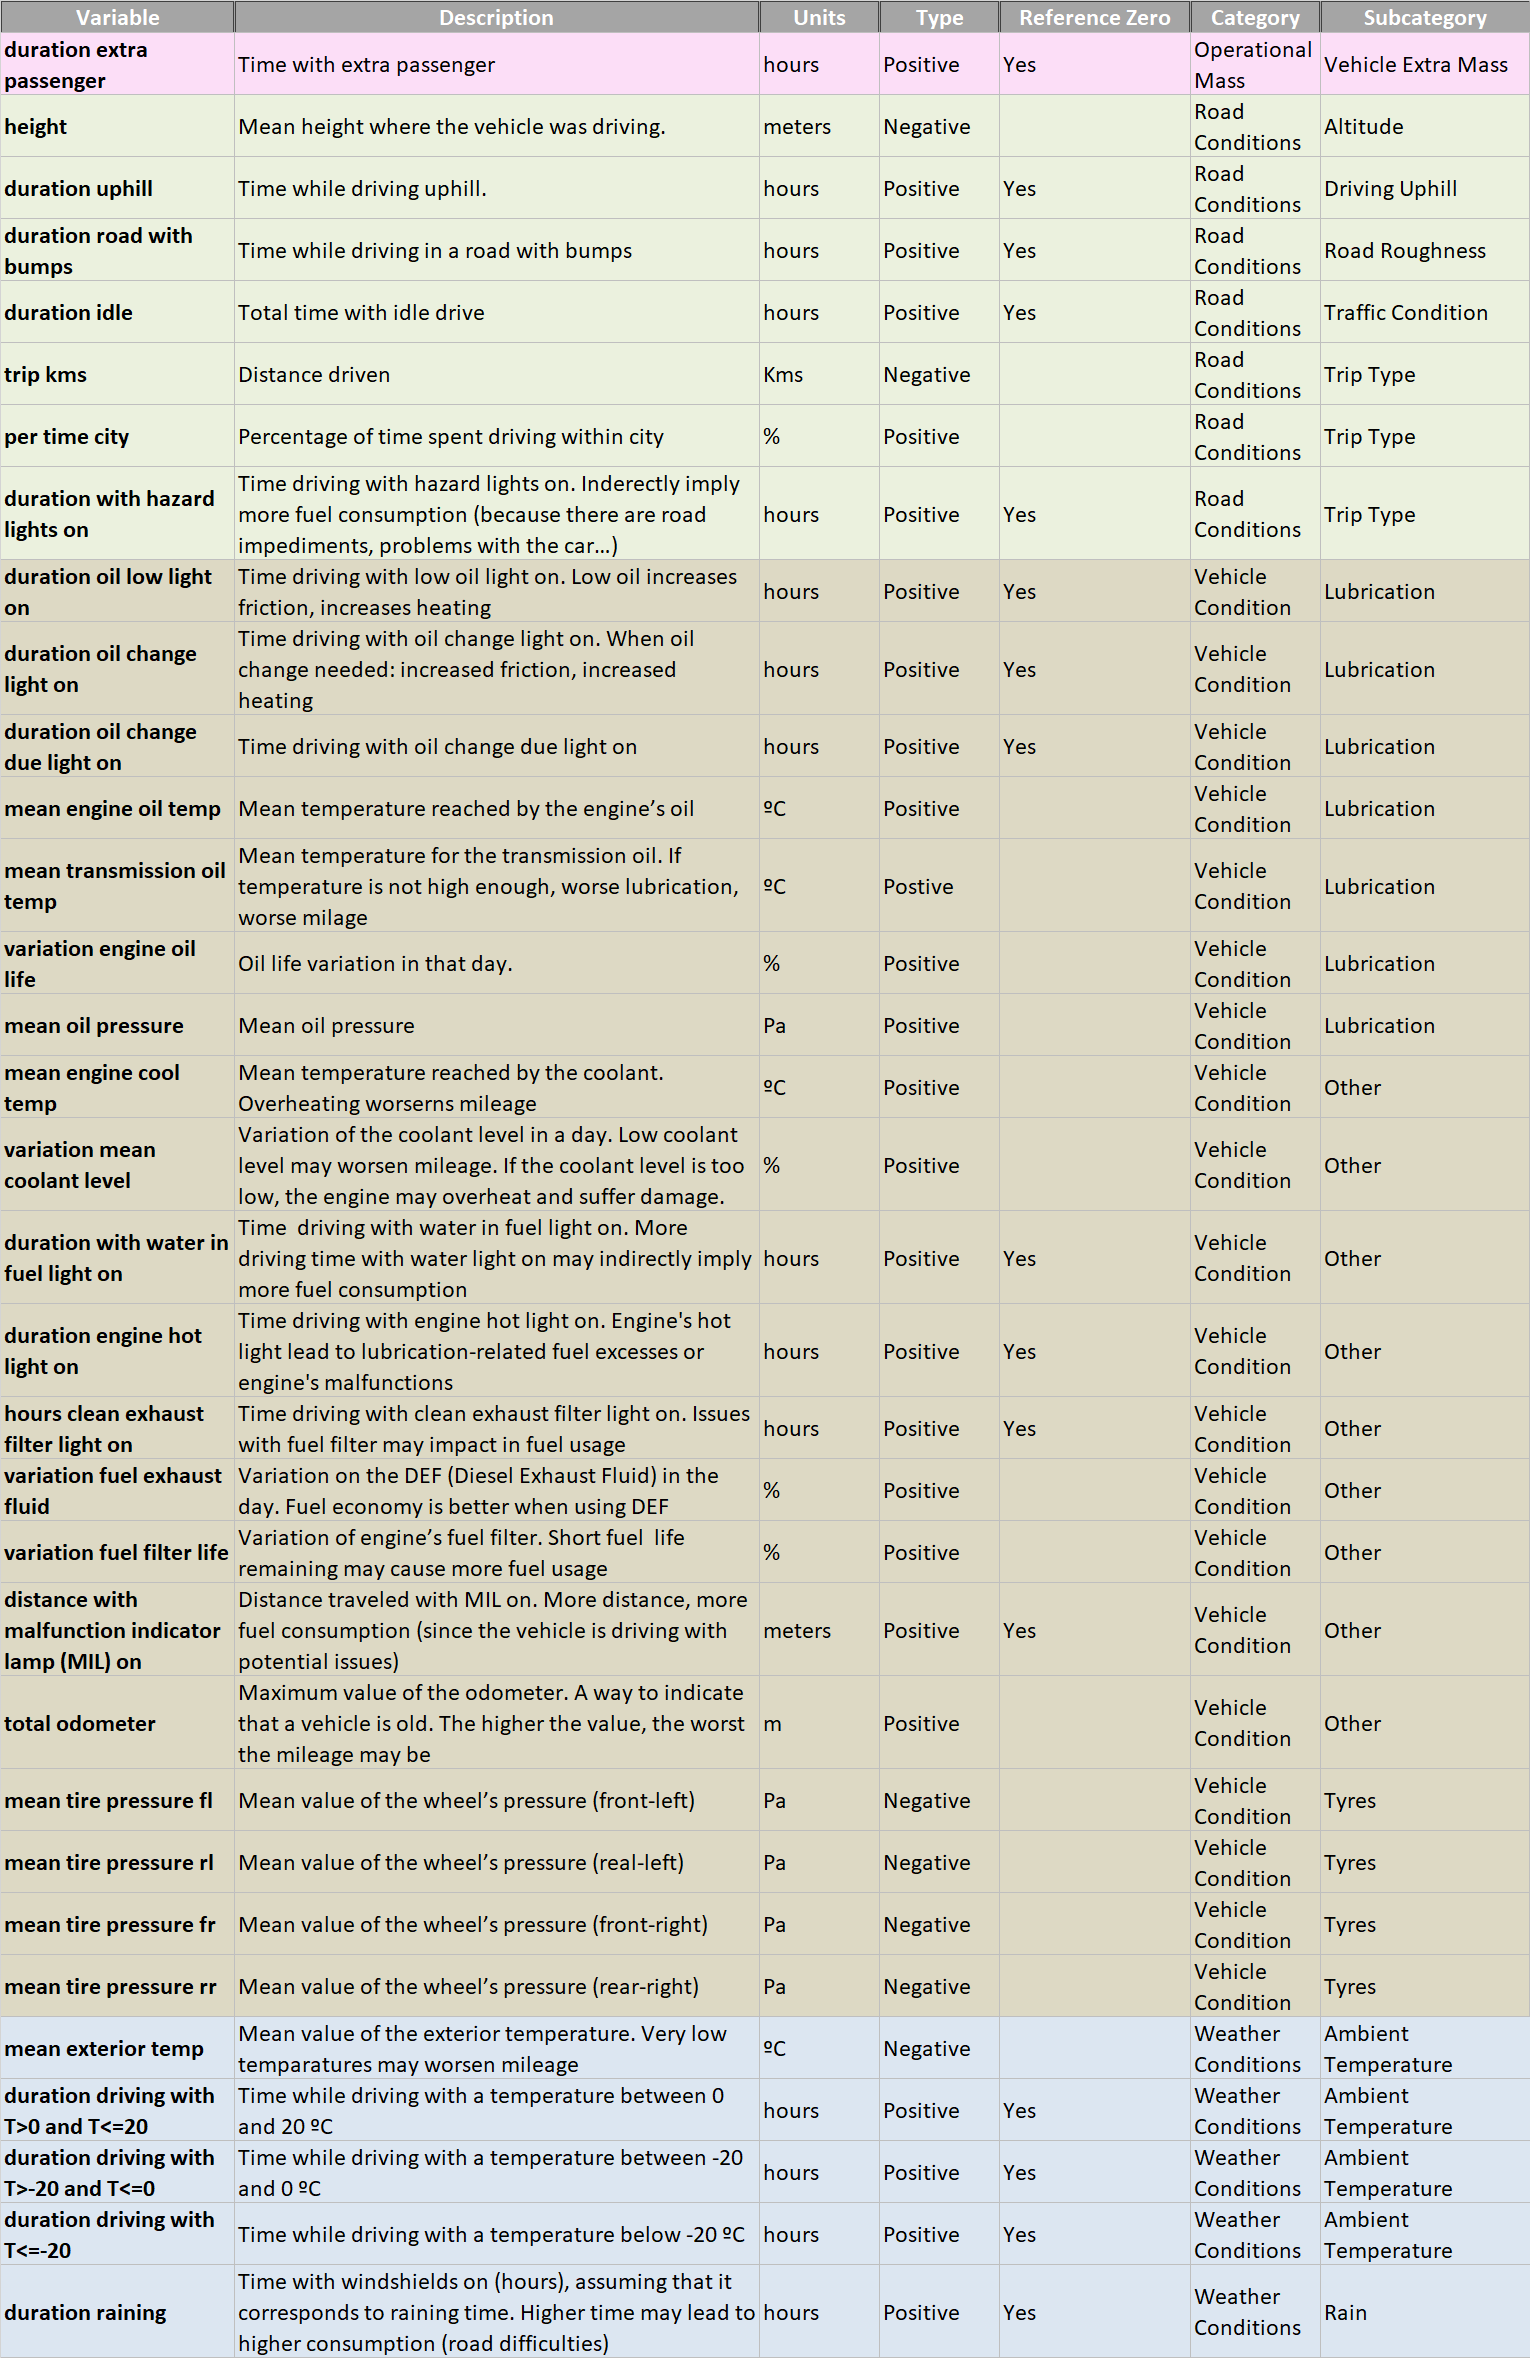 Variable Description Units Type Reference Zero Category Subcategory
duration extra
passenger
Time with extra passenger
hours
Positive
Yes
Operational
Mass
Vehicle Extra Mass
height
Mean height where the vehicle was driving.
meters
Negative
Road
Conditions
Altitude
duration uphill
Time while driving uphill.
hours
Positive
Yes
Road
Conditions
Driving Uphill
duration road with
bumps
Time while driving in a road with bumps
hours
Positive
Yes
Road
Conditions
Road Roughness
duration idle
Total time with idle drive
hours
Positive
Yes
Road
Conditions
Traffic Condition
trip kms
Distance driven
Kms
Negative
Road
Conditions
Trip Type
per time city
Percentage of time spent driving within city
%
Positive
Road
Conditions
Trip Type
duration with hazard
lights on
Time driving with hazard lights on. Inderectly imply
more fuel consumption (because there are road
impediments, problems with the car…)
hours
Positive
Yes
Road
Conditions
Trip Type
duration oil low light
on
Time driving with low oil light on. Low oil increases
friction, increases heating
hours
Positive
Yes
Vehicle
Condition
Lubrication
duration oil change
light on
Time driving with oil change light on. When oil
change needed: increased friction, increased
heating
hours
Positive
Yes
Vehicle
Condition
Lubrication
duration oil change
due light on
Time driving with oil change due light on
hours
Positive
Yes
Vehicle
Condition
Lubrication
mean engine oil temp
Mean temperature reached by the engine’s oil
ºC
Positive
Vehicle
Condition
Lubrication
mean transmission oil
temp
Mean temperature for the transmission oil. If
temperature is not high enough, worse lubrication,
worse milage
ºC
Postive
Vehicle
Condition
Lubrication
variation engine oil
life
Oil life variation in that day.
%
Positive
Vehicle
Condition
Lubrication
mean oil pressure
Mean oil pressure
Pa
Positive
Vehicle
Condition
Lubrication
mean engine cool
temp
Mean temperature reached by the coolant.
Overheating worserns mileage
ºC
Positive
Vehicle
Condition
Other
variation mean
coolant level
Variation of the coolant level in a day. Low coolant
level may worsen mileage. If the coolant level is too
low, the engine may overheat and suffer damage.
%
Positive
Vehicle
Condition
Other
duration with water in
fuel light on
Time  driving with water in fuel light on. More
driving time with water light on may indirectly imply
more fuel consumption
hours
Positive
Yes
Vehicle
Condition
Other
duration engine hot
light on
Time driving with engine hot light on. Engine's hot
light lead to lubrication-related fuel excesses or
engine's malfunctions
hours
Positive
Yes
Vehicle
Condition
Other
hours clean exhaust
filter light on
Time driving with clean exhaust filter light on. Issues
with fuel filter may impact in fuel usage
hours
Positive
Yes
Vehicle
Condition
Other
variation fuel exhaust
fluid
Variation on the DEF (Diesel Exhaust Fluid) in the
day. Fuel economy is better when using DEF
%
Positive
Vehicle
Condition
Other
variation fuel filter life
Variation of engine’s fuel filter. Short fuel  life
remaining may cause more fuel usage
%
Positive
Vehicle
Condition
Other
distance with
malfunction indicator
lamp (MIL) on
Distance traveled with MIL on. More distance, more
fuel consumption (since the vehicle is driving with
potential issues)
meters
Positive
Yes
Vehicle
Condition
Other
total odometer
Maximum value of the odometer. A way to indicate
that a vehicle is old. The higher the value, the worst
the mileage may be
m
Positive
Vehicle
Condition
Other
mean tire pressure fl
Mean value of the wheel’s pressure (front-left)
Pa
Negative
Vehicle
Condition
Tyres
mean tire pressure rl
Mean value of the wheel’s pressure (real-left)
Pa
Negative
Vehicle
Condition
Tyres
mean tire pressure fr
Mean value of the wheel’s pressure (front-right)
Pa
Negative
Vehicle
Condition
Tyres
mean tire pressure rr
Mean value of the wheel’s pressure (rear-right)
Pa
Negative
Vehicle
Condition
Tyres
mean exterior temp
Mean value of the exterior temperature. Very low
temparatures may worsen mileage
ºC
Negative
Weather
Conditions
Ambient
Temperature
duration driving with
T>0 and T<=20
Time while driving with a temperature between 0
and 20 ºC
hours
Positive
Yes
Weather
Conditions
Ambient
Temperature
duration driving with
T>-20 and T<=0
Time while driving with a temperature between -20
and 0 ºC
hours
Positive
Yes
Weather
Conditions
Ambient
Temperature
duration driving with
T<=-20
Time while driving with a temperature below -20 ºC
hours
Positive
Yes
Weather
Conditions
Ambient
Temperature
duration raining
Time with windshields on (hours), assuming that it
corresponds to raining time. Higher time may lead to
higher consumption (road difficulties)
hours
Positive
Yes
Weather
Conditions
Rain